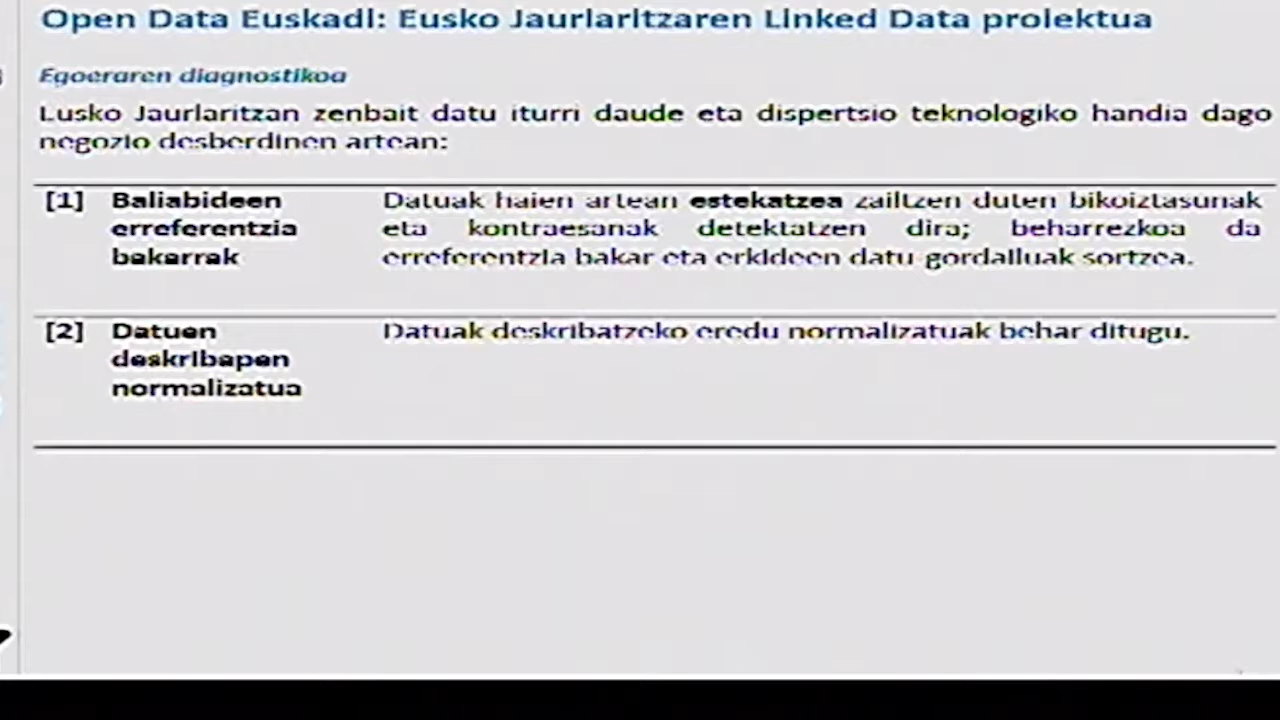 Open Data Euskadi: Eusko Jaurlaritzaren Linked Data proiektua
Egoeraren diagnostikoa
Eusko Jaurlaritzan zenbait datu iturri daude eta dispertsio teknologiko handia dago
negozio desberdinen artean:
[1] Baliabideen erreferentzia bakarrak
Datuak haien artean estekatzea zailtzen duten bikoiztasunak
eta kontraesanak detektatzen dira; beharrezkoa da
erreferentzia bakar eta erkideen datu gordailuak sortzea.
[2] Datuen deskribapen normalizatua
Datuak deskribatzeko eredu normalizatuak behar ditugu.